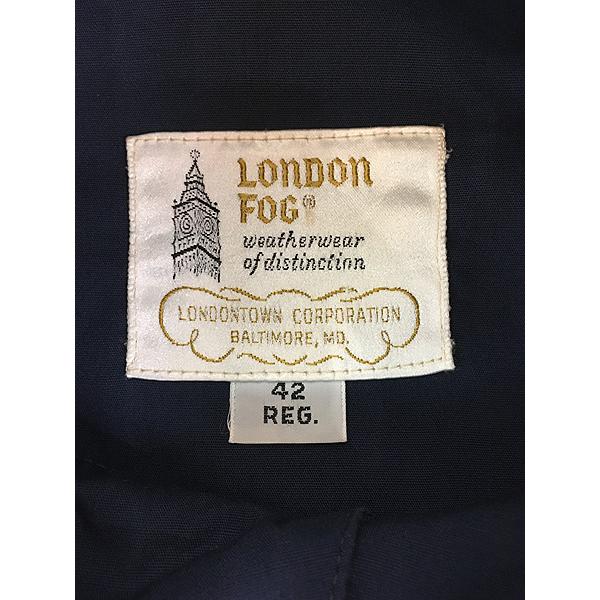 LONDON
FOG®
weatherwear
of distinction
LONDONTOWN CORPORATION
BALTIMORE, MD.
42
REG.